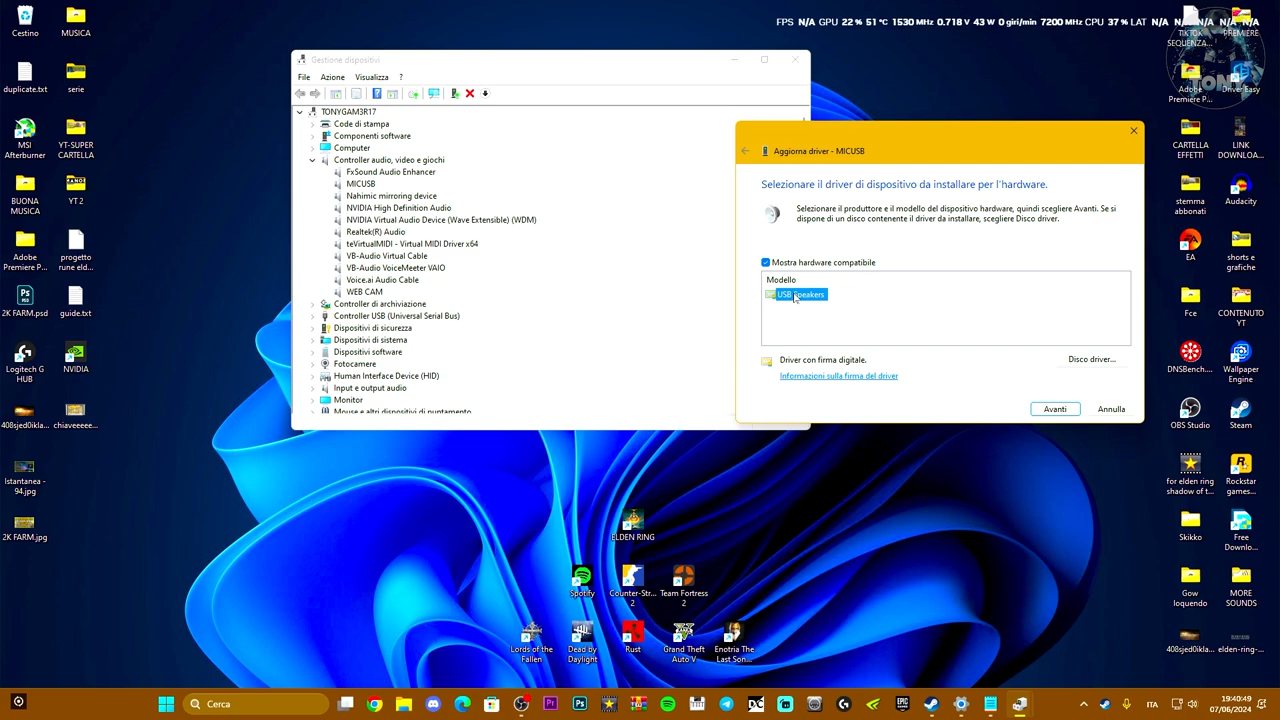 FPS N/A GPU 22 % 51 °C 1530 MHz 0.718 V 43 W 0 giri/min 7200 MHz CPU 37 % LAT N/A N/A N/A N/A N/A
Cestino
MUSICA
duplicate.txt
serie
MSI
Afterburner
YT-SUPER
CARTELLA
BUONA
MUSICA
YT 2
Adobe
Premiere P...
progetto
rune eld...
2K FARM.psd
guide.txt
Logitech G
HUB
NVIDIA
408sjed0ikla...
chiaveeeee...
Istantanea -
94.jpg
2K FARM.jpg
Gestione dispositivi
File Azione Visualizza ?
TONYGAM3R17
Code di stampa
Componenti software
Computer
Controller audio, video e giochi
FxSound Audio Enhancer
MICUSB
Nahimic mirroring device
NVIDIA High Definition Audio
NVIDIA Virtual Audio Device (Wave Extensible) (WDM)
Realtek(R) Audio
teVirtualMIDI - Virtual MIDI Driver x64
VB-Audio Virtual Cable
VB-Audio VoiceMeeter VAIO
Voice.ai Audio Cable
WEB CAM
Controller di archiviazione
Controller USB (Universal Serial Bus)
Dispositivi di sicurezza
Dispositivi di sistema
Dispositivi software
Fotocamere
Human Interface Device (HID)
Input e output audio
Monitor
Mouse e altri dispositivi di puntamento
Aggiorna driver - MICUSB
Selezionare il driver di dispositivo da installare per l'hardware.
Selezionare il produttore e il modello del dispositivo hardware, quindi scegliere Avanti. Se si
dispone di un disco contenente il driver da installare, scegliere Disco driver...
Mostra hardware compatibile
Modello
USB Speakers
Driver con firma digitale.
Disco driver...
Informazioni sulla firma del driver
Avanti
Annulla
TIKTOK
SEQUENZA...
PREMIERE
Adobe
Premiere P...
Driver Easy
CARTELLA
EFFETTI
LINK
DOWNLOA...
stemma
abbonati
Audacity
EA
shorts e
grafiche
Fce
CONTENUTO
YT
DNSBench...
Wallpaper
Engine
OBS Studio
Steam
for elden ring
shadow of t...
Rockstar
games...
Skikko
Free
Downlo...
Gow
loquendo
MORE
SOUNDS
408sjed0ikla...
elden-ring-...
ELDEN RING
Spotify
Counter-Str...
2
Team Fortress
2
Lords of the
Fallen
Dead by
Daylight
Rust
Grand Theft
Auto V
Enotria The
Last Son...
Cerca
ITA
19:40:49
07/06/2024